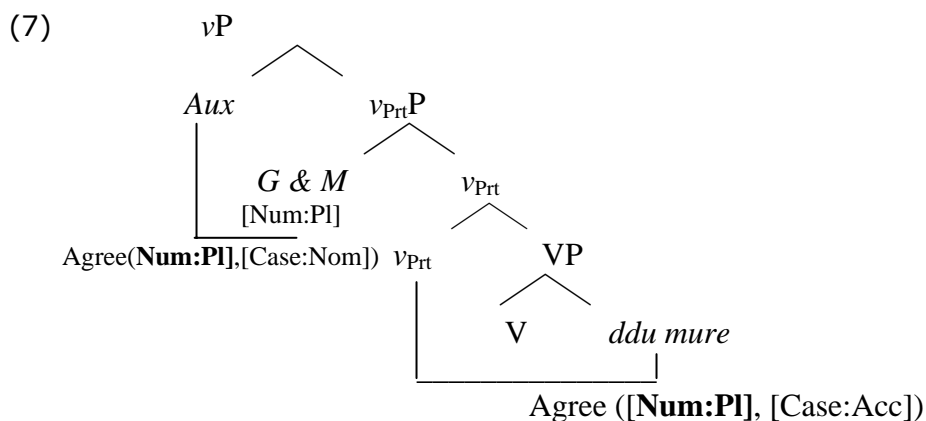 (7) vP
Aux vPrtP
G & M vPrt
[Num:Pl]
Agree(Num:Pl],[Case:Nom]) vPrt VP
V ddu mure
Agree ([Num:Pl], [Case:Acc])